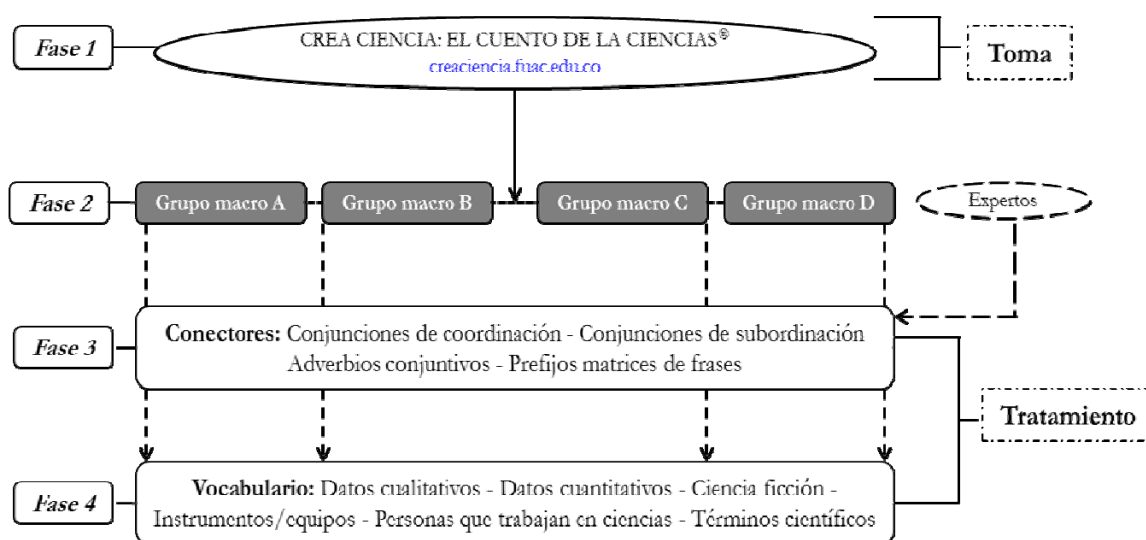 Fase 1
CREA CIENCIA: EL CUENTO DE LA CIENCIAS®
creaciencia.fuac.edu.co
Toma
Fase 2
Grupo macro A
Grupo macro B
Grupo macro C
Grupo macro D
Expertos
Fase 3
Conectores: Conjunciones de coordinación - Conjunciones de subordinación
Adverbios conjuntivos - Prefijos matrices de frases
Tratamiento
Fase 4
Vocabulario: Datos cualitativos - Datos cuantitativos - Ciencia ficción -
Instrumentos/equipos - Personas que trabajan en ciencias - Términos científicos